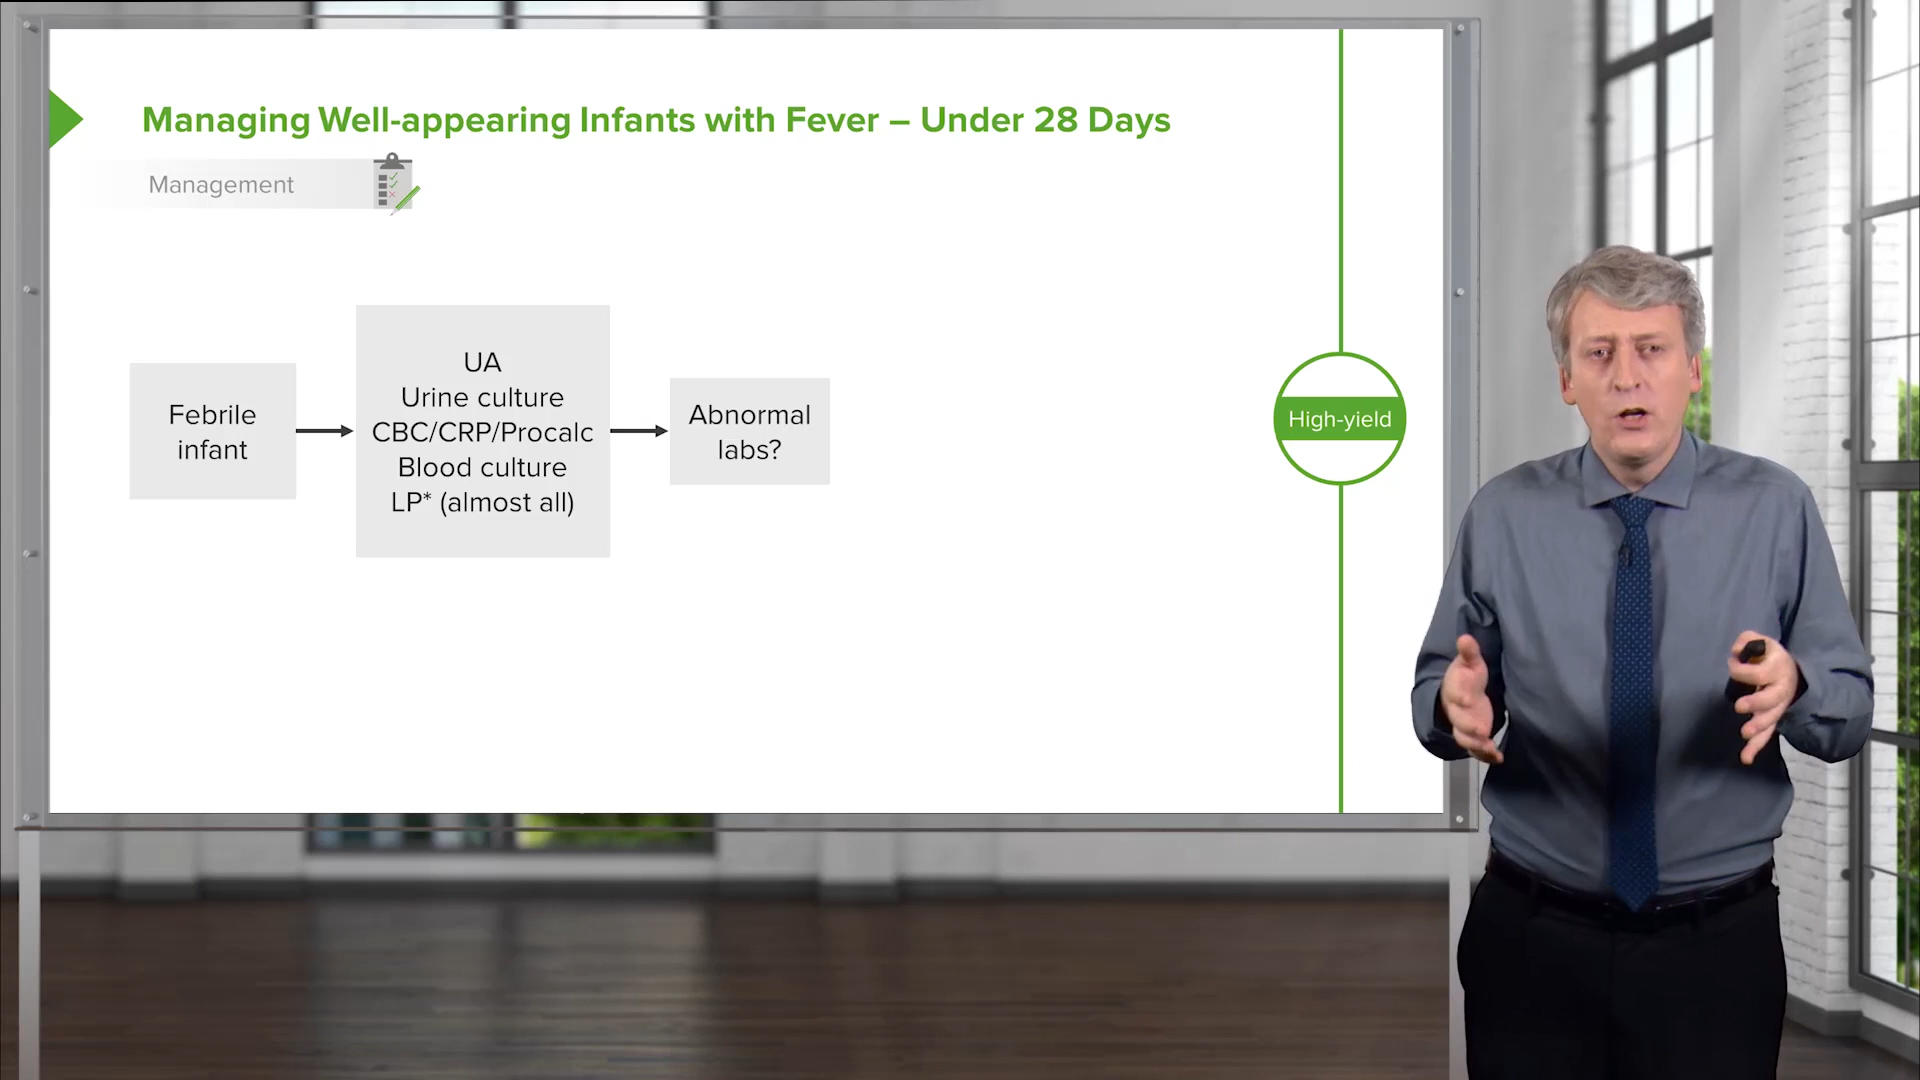 Managing Well-appearing Infants with Fever – Under 28 Days
Management
Febrile
infant
UA
Urine culture
CBC/CRP/Procalc
Blood culture
LP* (almost all)
Abnormal
labs?
High-yield